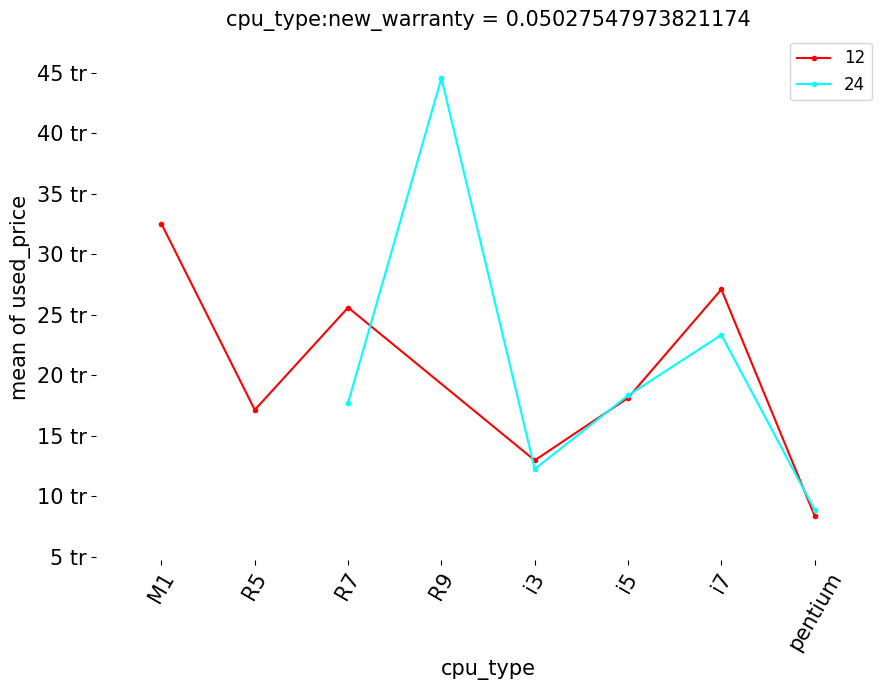 cpu_type:new_warranty = 0.05027547973821174
12
24
mean of used_price
45 tr
40 tr
35 tr
30 tr
25 tr
20 tr
15 tr
10 tr
5 tr
M1
R5
R7
R9
i3
i5
i7
pentium
cpu_type